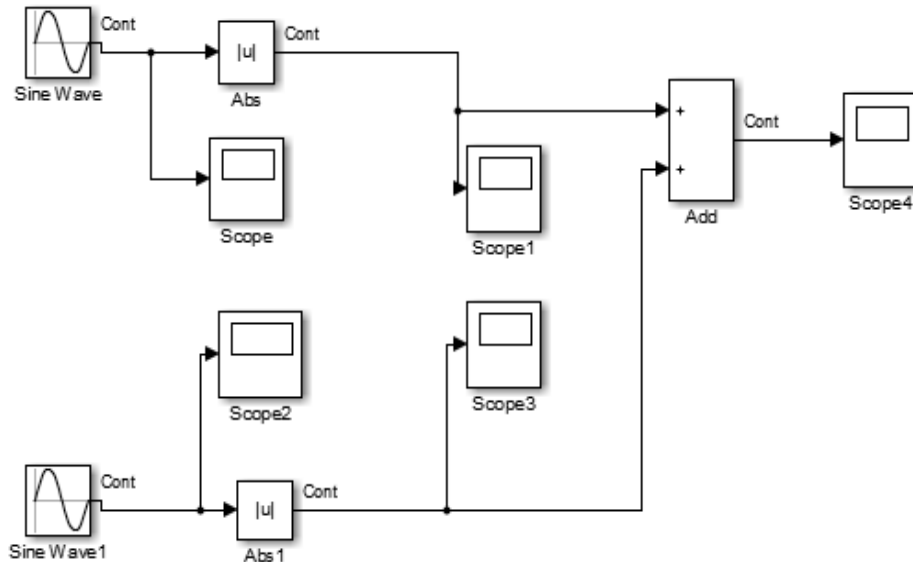 Cont
Sine Wave
|u|
Cont
Abs
Scope
Scope1
+
+
Add
Cont
Scope4
Scope2
Scope3
Cont
Sine Wave1
|u|
Cont
Abs1